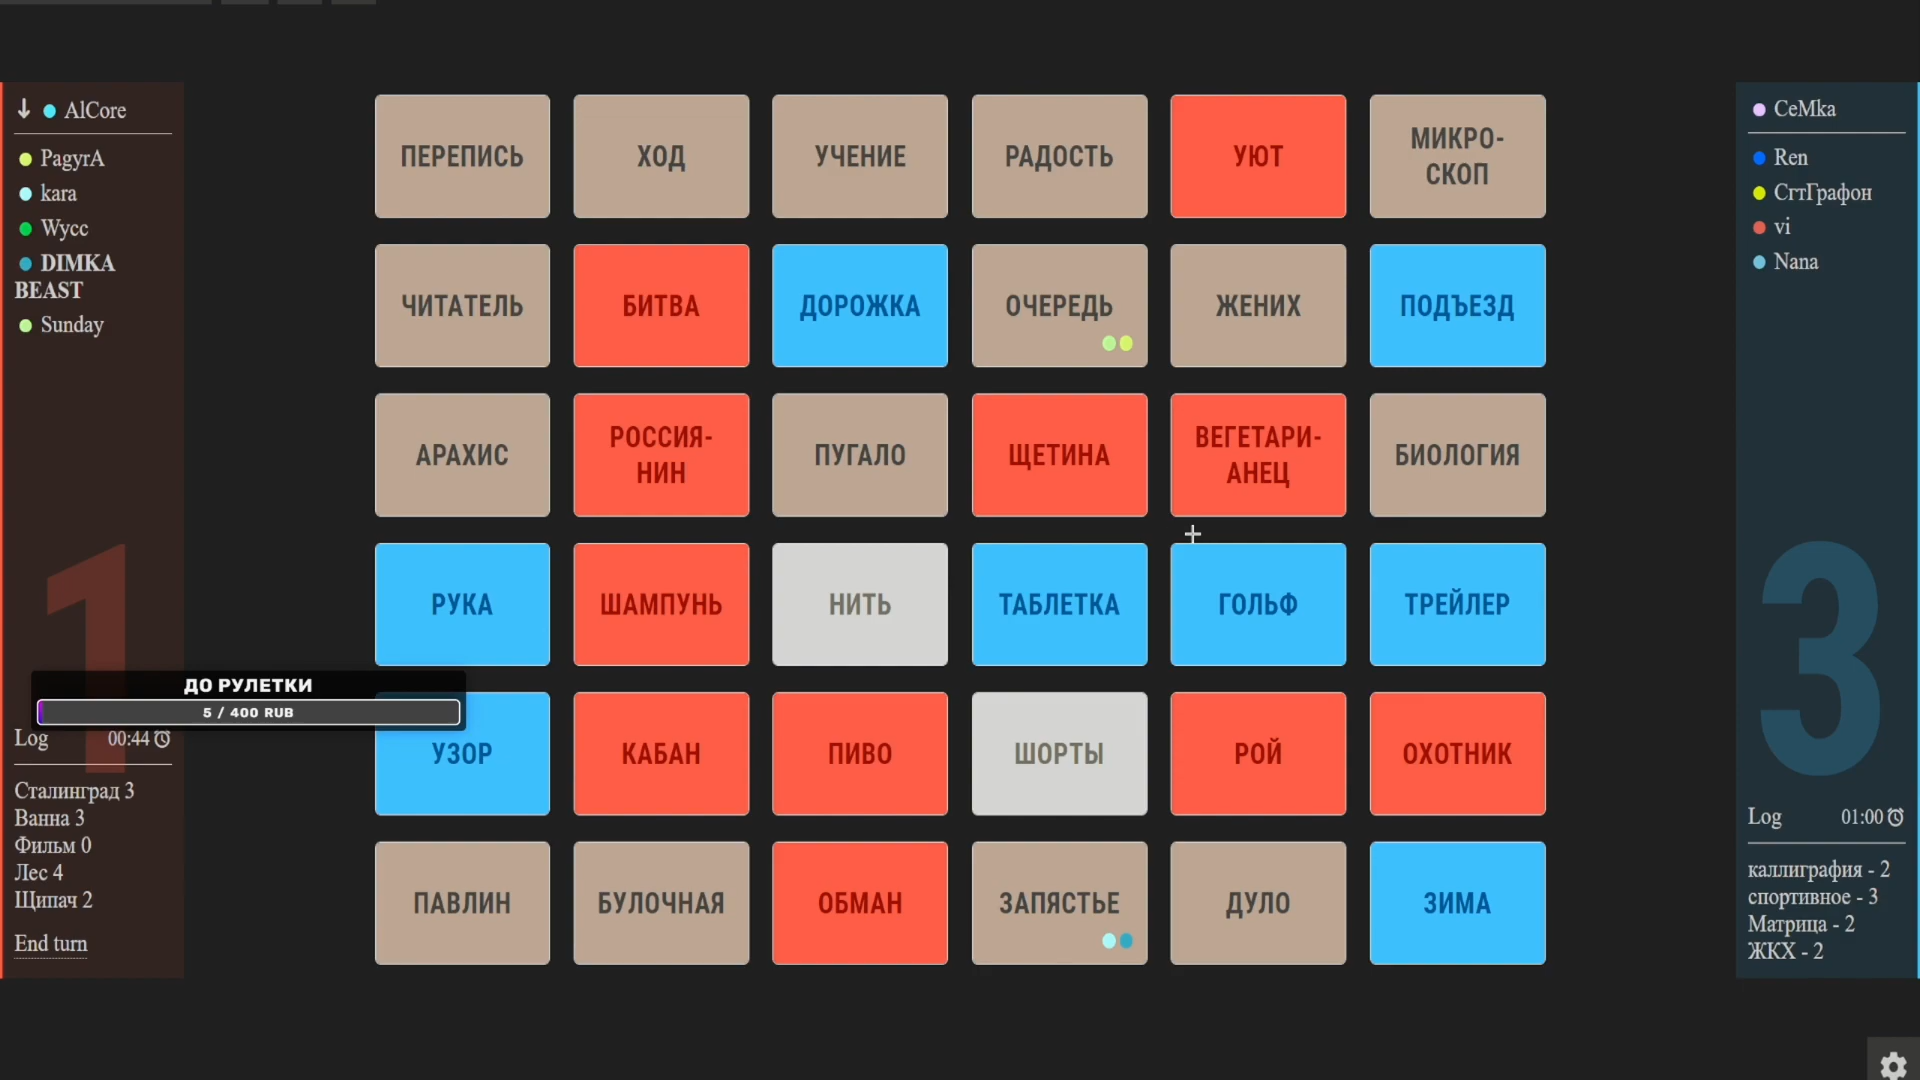 AlCore
PagyrA
kara
Wycc
DIMKA
BEAST
Sunday
ПЕРЕПИСЬ
ХОД
УЧЕНИЕ
РАДОСТЬ
УЮТ
МИКРО-
СКОП
ЧИТАТЕЛЬ
БИТВА
ДОРОЖКА
ОЧЕРЕДЬ
ЖЕНИХ
ПОДЪЕЗД
АРАХИС
РОССИЯ-
НИН
ПУГАЛО
ЩЕТИНА
ВЕГЕТАРИ-
АНЕЦ
БИОЛОГИЯ
РУКА
ШАМПУНЬ
НИТЬ
ТАБЛЕТКА
ГОЛЬФ
ТРЕЙЛЕР
УЗОР
КАБАН
ПИВО
ШОРТЫ
РОЙ
ОХОТНИК
ПАВЛИН
БУЛОЧНАЯ
ОБМАН
ЗАПЯСТЬЕ
ДУЛО
ЗИМА
1
ДО РУЛЕТКИ
5 / 400 RUB
Log 00:44
Сталинград 3
Ванна 3
Фильм 0
Лес 4
Щипач 2
End turn
CeMka
Ren
СгтГрафон
vi
Nana
3
Log 01:00
каллиграфия - 2
спортивное - 3
Матрица - 2
ЖКХ - 2